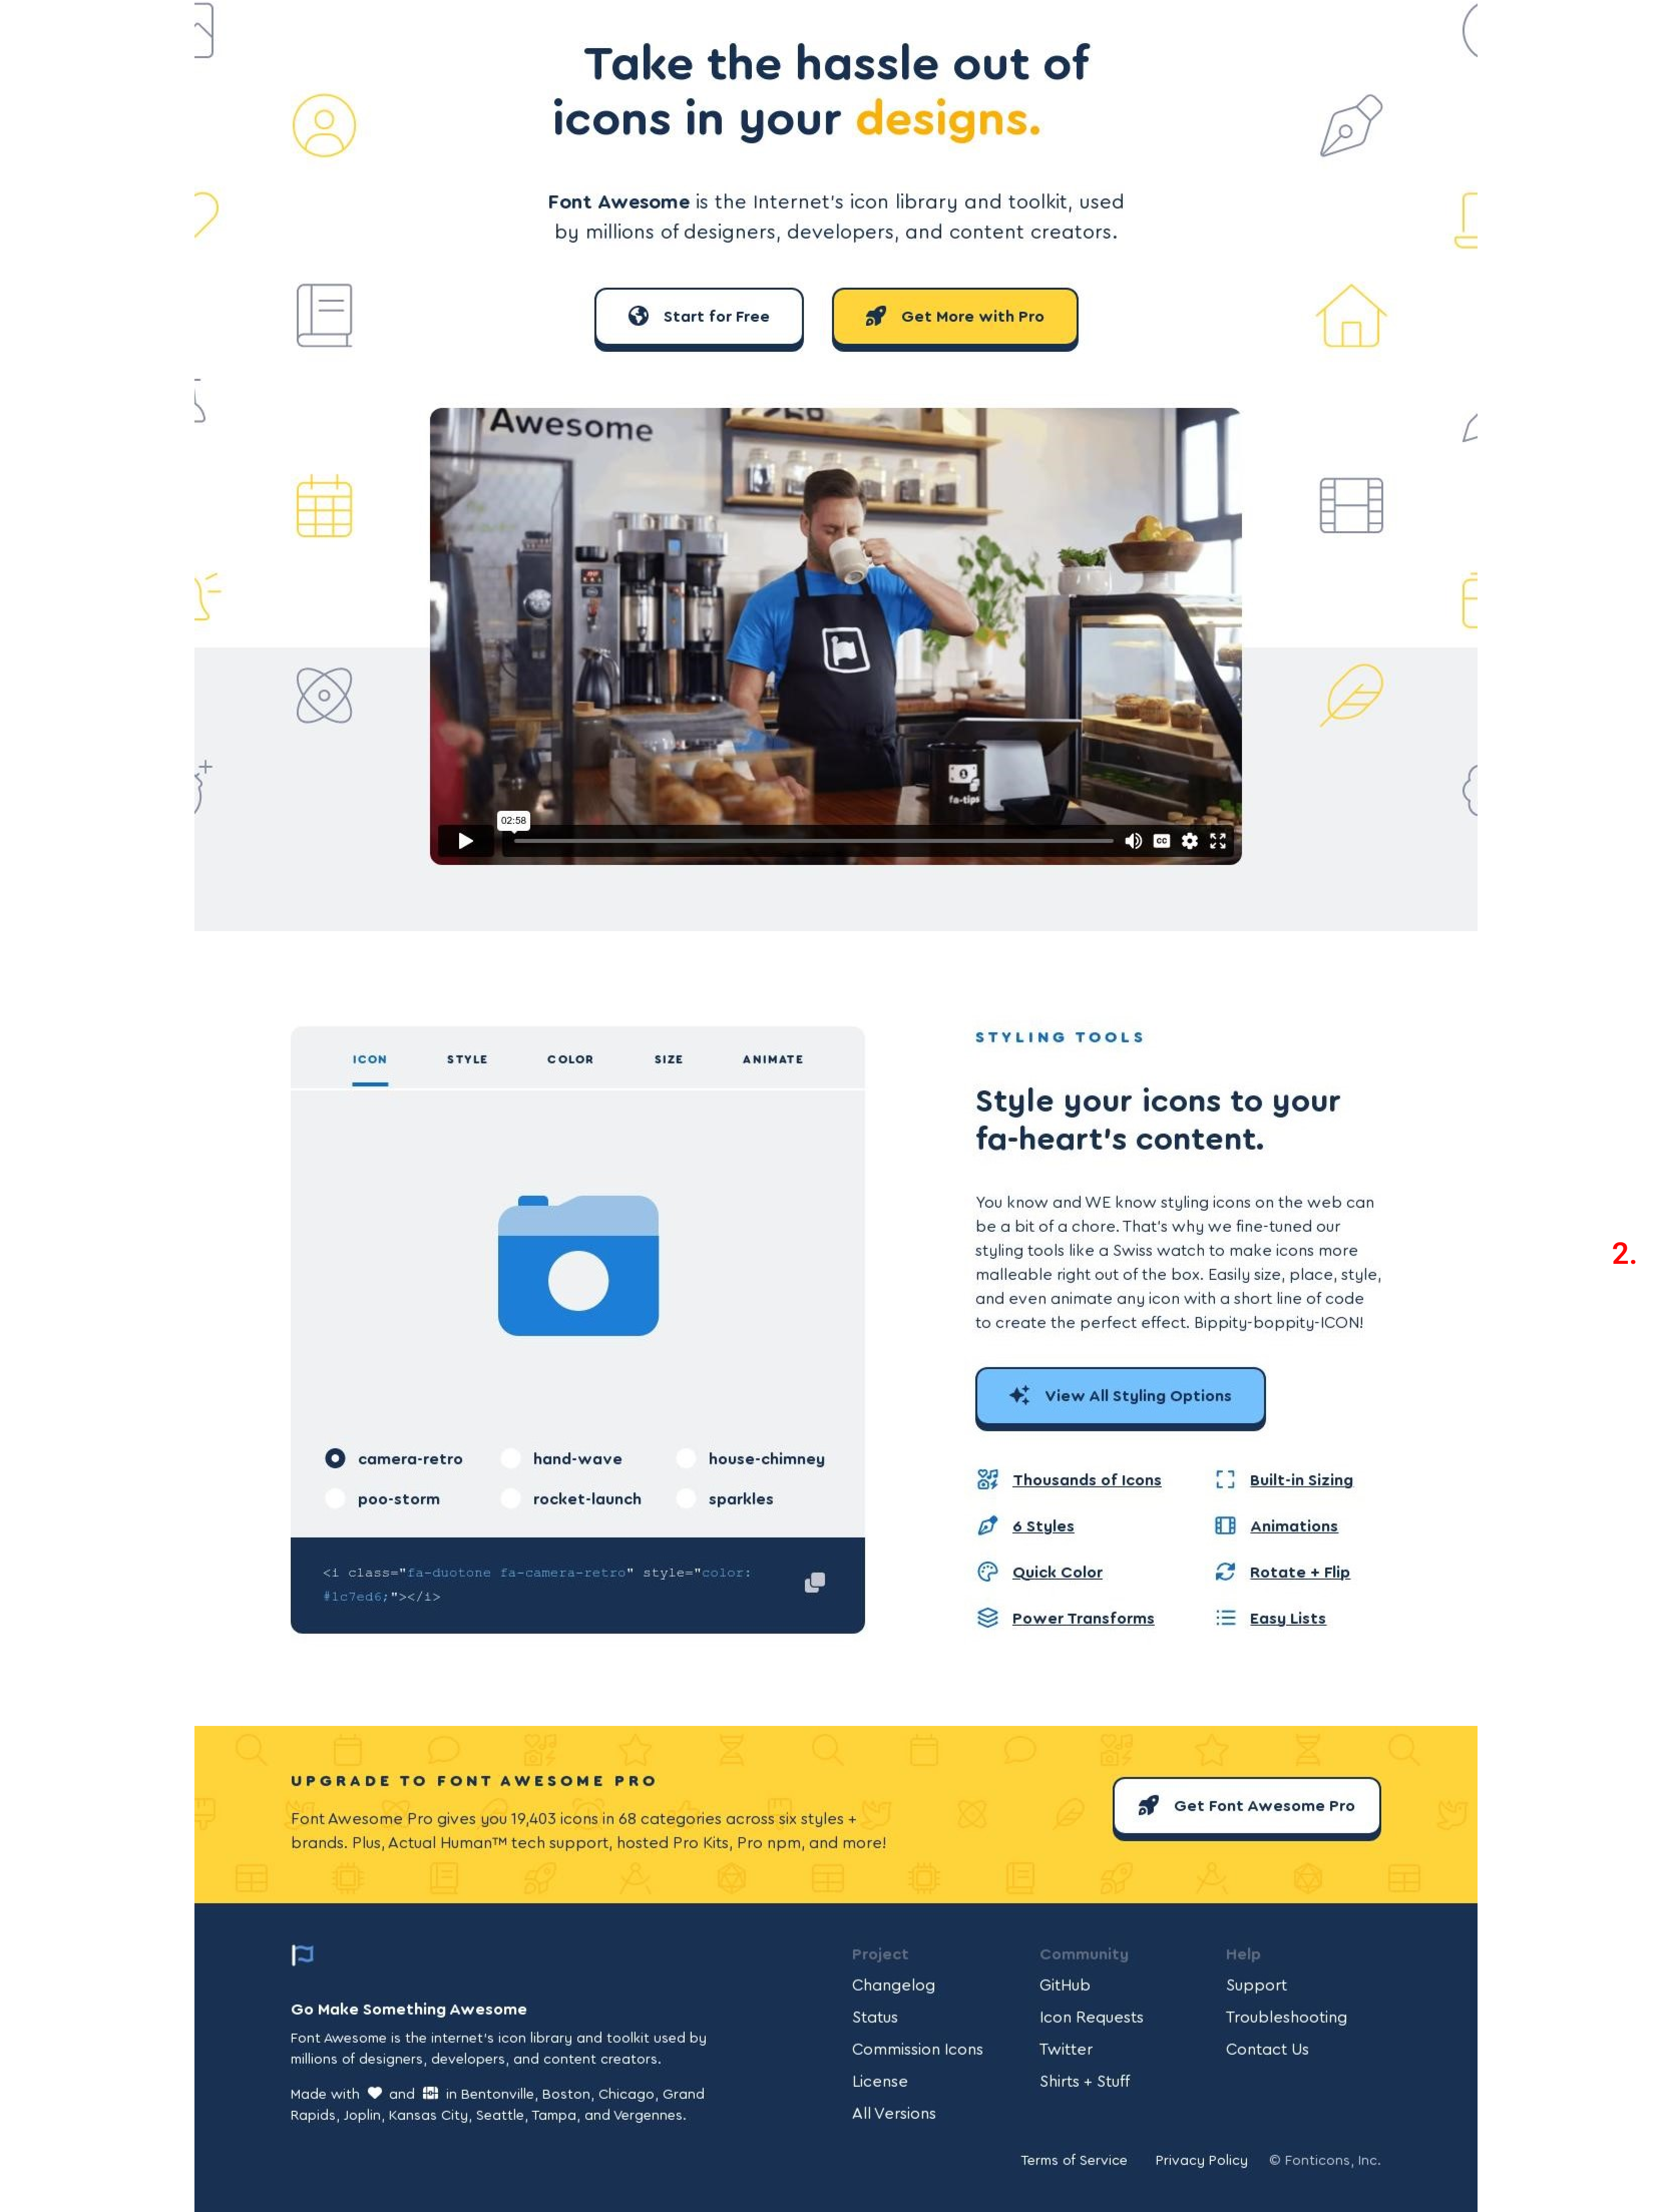 Take the hassle out of
icons in your designs.
Font Awesome is the Internet's icon library and toolkit, used
by millions of designers, developers, and content creators.
Start for Free
Get More with Pro
Awesome
fa-tips
02:58
CC
ICON STYLE COLOR SIZE ANIMATE
camera-retro hand-wave house-chimney
poo-storm rocket-launch sparkles
<i class="fa-duotone fa-camera-retro" style="color:
#1c7ed6;"></i>
STYLING TOOLS
Style your icons to your
fa-heart's content.
You know and WE know styling icons on the web can
be a bit of a chore. That's why we fine-tuned our
styling tools like a Swiss watch to make icons more
malleable right out of the box. Easily size, place, style,
and even animate any icon with a short line of code
to create the perfect effect. Bippity-boppity-ICON!
View All Styling Options
Thousands of Icons Built-in Sizing
6 Styles Animations
Quick Color Rotate + Flip
Power Transforms Easy Lists
2.
UPGRADE TO FONT AWESOME PRO
Font Awesome Pro gives you 19,403 icons in 68 categories across six styles +
brands. Plus, Actual Human™ tech support, hosted Pro Kits, Pro npm, and more!
Get Font Awesome Pro
Go Make Something Awesome
Font Awesome is the internet's icon library and toolkit used by
millions of designers, developers, and content creators.
Made with and in Bentonville, Boston, Chicago, Grand
Rapids, Joplin, Kansas City, Seattle, Tampa, and Vergennes.
Project
Changelog
Status
Commission Icons
License
All Versions
Community
GitHub
Icon Requests
Twitter
Shirts + Stuff
Help
Support
Troubleshooting
Contact Us
Terms of Service Privacy Policy © Fonticons, Inc.